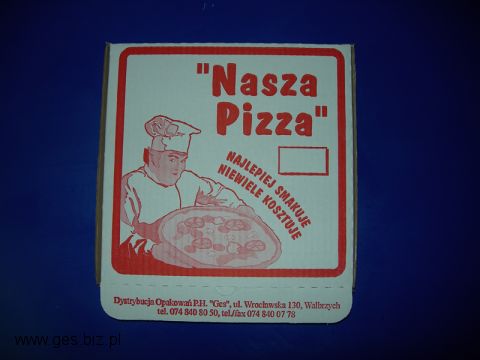 "Nasza
Pizza"
NAJLEPIEJ SMAKUJE
NIEWIELE KOSZTUJE
Dystrybucja Opakowań P.H. "Ges", ul. Wrocławska 130, Wałbrzych
tel. 074 840 80 50, tel./fax 074 840 07 78
www.ges.biz.pl